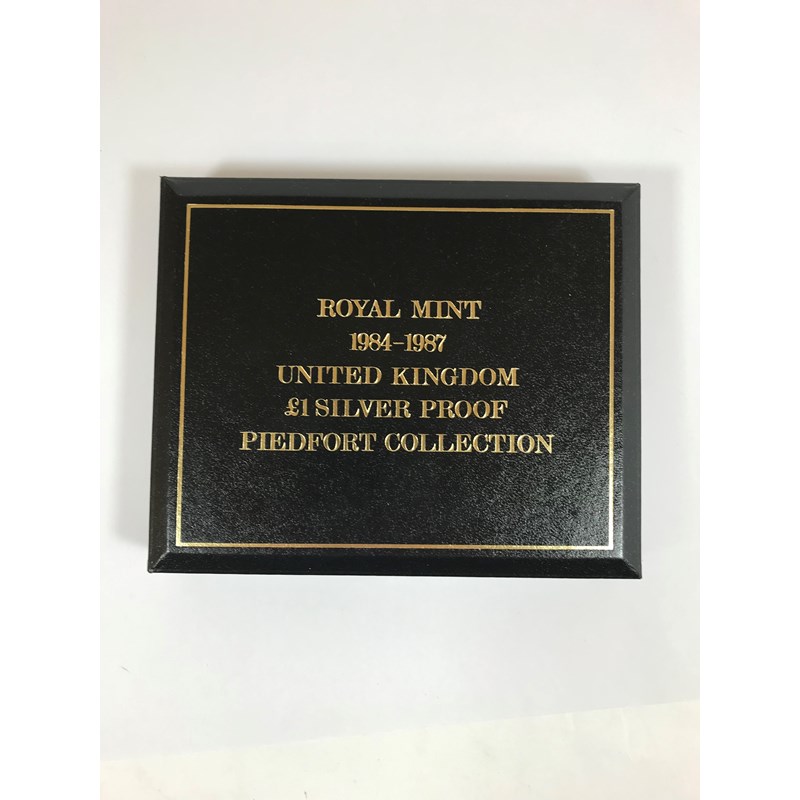 ROYAL MINT
1984-1987
UNITED KINGDOM
£1 SILVER PROOF
PIEDFORT COLLECTION